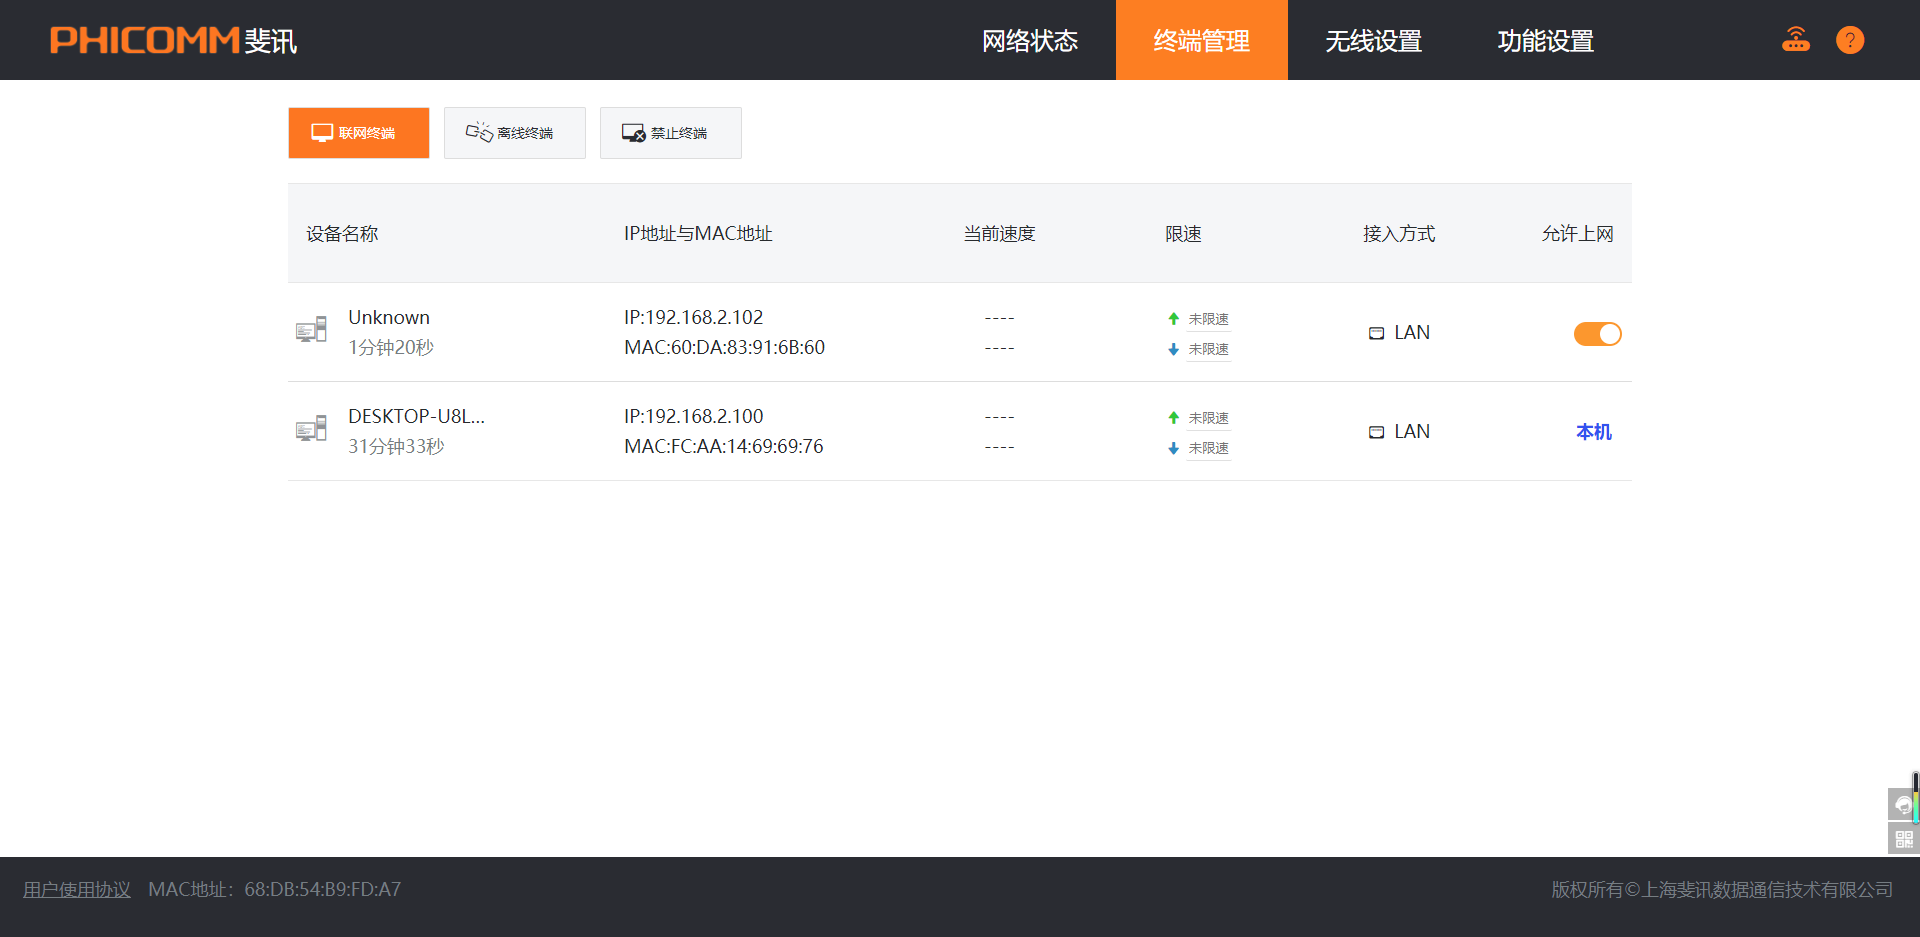 PHICOMM 斐讯
网络状态 终端管理 无线设置 功能设置 ?
联网终端 离线终端 禁止终端
设备名称 IP地址与MAC地址 当前速度 限速 接入方式 允许上网
Unknown IP:192.168.2.102 ---- 未限速
LAN
1分钟20秒 MAC:60:DA:83:91:6B:60 ---- 未限速
DESKTOP-U8L... IP:192.168.2.100 ---- 未限速
LAN 本机
31分钟33秒 MAC:FC:AA:14:69:69:76 ---- 未限速
用户使用协议 MAC地址：68:DB:54:B9:FD:A7 版权所有©上海斐讯数据通信技术有限公司